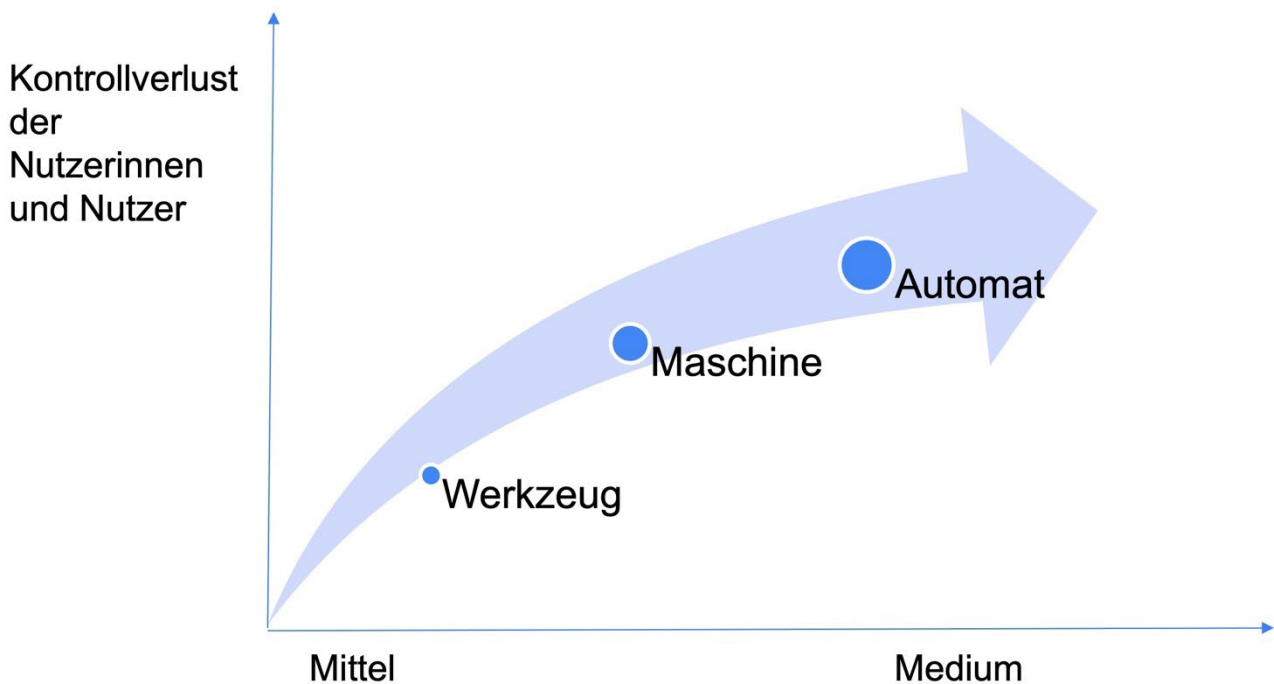 Kontrollverlust
der
Nutzerinnen
und Nutzer
Automat
Maschine
Werkzeug
Mittel
Medium